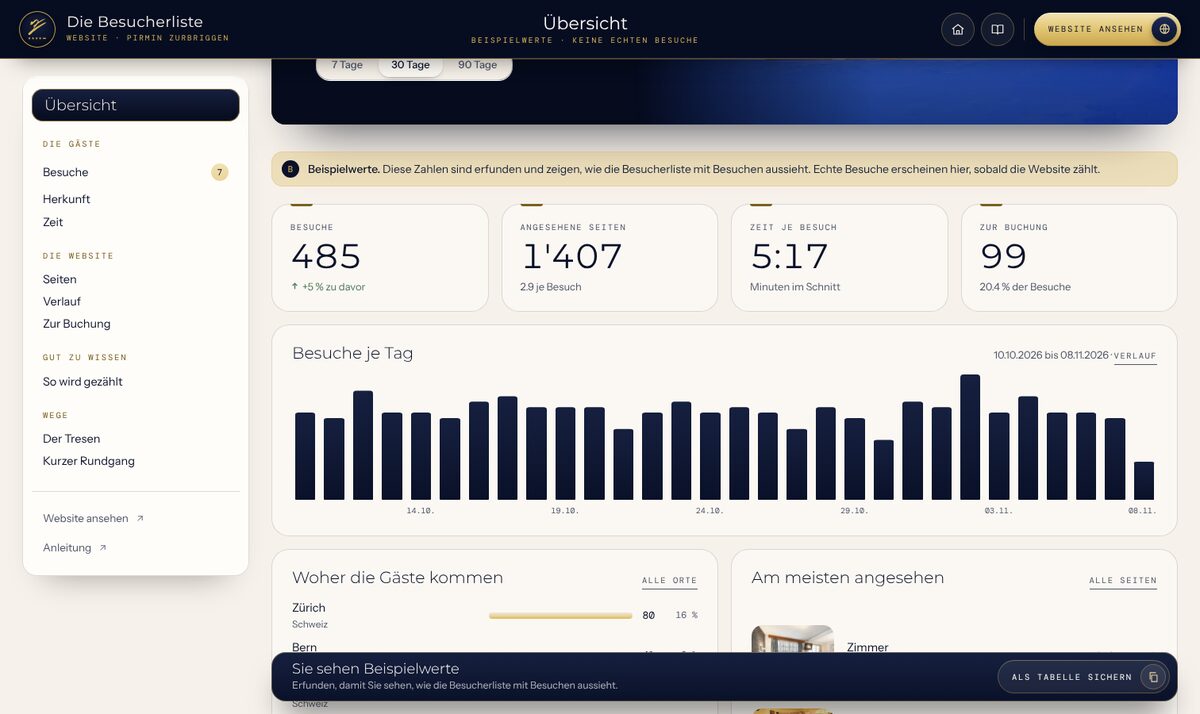 Die Besucherliste
WEBSITE · PIRMIN ZURBRIGGEN
Übersicht
BEISPIELWERTE · KEINE ECHTEN BESUCHE
WEBSITE ANSEHEN
7 Tage
30 Tage
90 Tage
Übersicht
DIE GÄSTE
Besuche
7
Herkunft
Zeit
DIE WEBSITE
Seiten
Verlauf
Zur Buchung
GUT ZU WISSEN
So wird gezählt
WEGE
Der Tresen
Kurzer Rundgang
Website ansehen ↗
Anleitung ↗
B
Beispielwerte. Diese Zahlen sind erfunden und zeigen, wie die Besucherliste mit Besuchen aussieht. Echte Besuche erscheinen hier, sobald die Website zählt.
BESUCHE
485
↑ +5 % zu davor
ANGESEHENE SEITEN
1'407
2.9 je Besuch
ZEIT JE BESUCH
5:17
Minuten im Schnitt
ZUR BUCHUNG
99
20.4 % der Besuche
Besuche je Tag
10.10.2026 bis 08.11.2026 · VERLAUF
14.10.
19.10.
24.10.
29.10.
03.11.
08.11.
Woher die Gäste kommen
ALLE ORTE
Zürich
Schweiz
80
16 %
Bern
Schweiz
Am meisten angesehen
ALLE SEITEN
Zimmer
Sie sehen Beispielwerte
Erfunden, damit Sie sehen, wie die Besucherliste mit Besuchen aussieht.
ALS TABELLE SICHERN